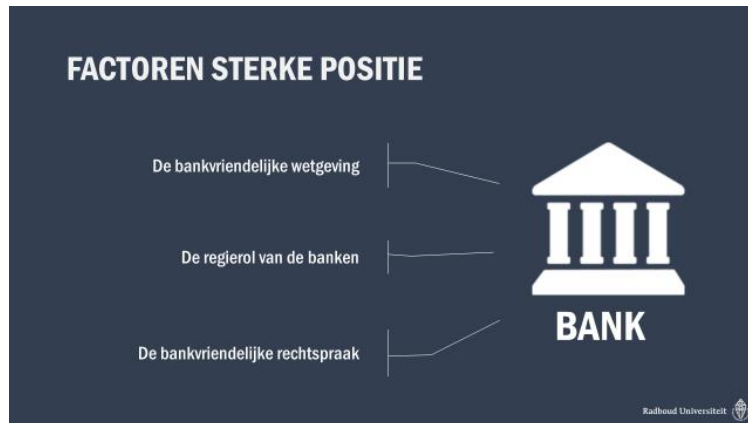 FACTOREN STERKE POSITIE
De bankvriendelijke wetgeving
De regierol van de banken
De bankvriendelijke rechtspraak
BANK
Radboud Universiteit